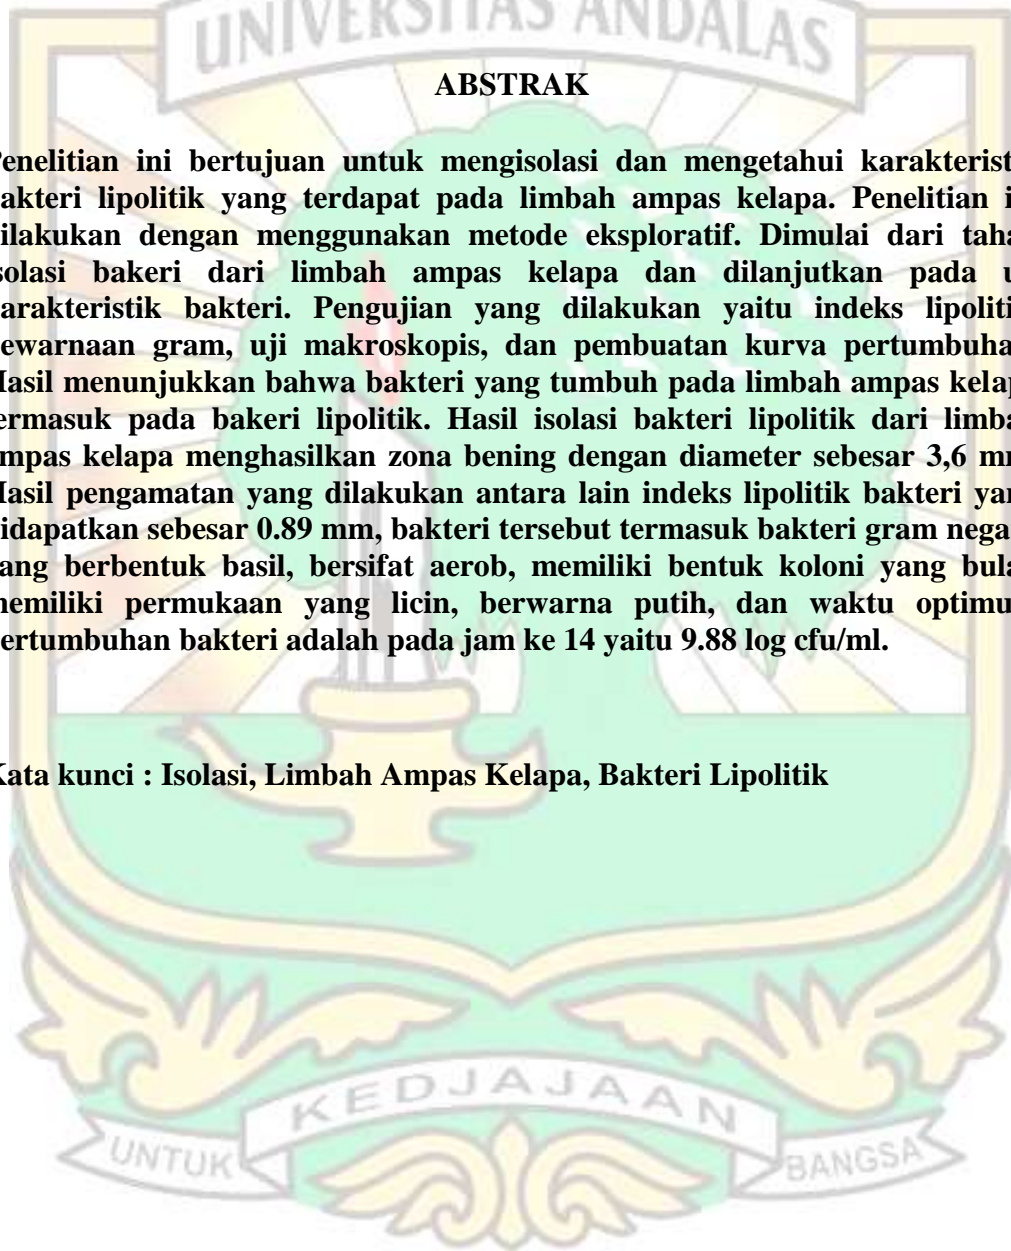 UNIVERSITAS ANDALAS
ABSTRAK
Penelitian ini bertujuan untuk mengisolasi dan mengetahui karakterist
akteri lipolitik yang terdapat pada limbah ampas kelapa. Penelitian i
ilakukan dengan menggunakan metode eksploratif. Dimulai dari taha
solasi bakeri dari limbah ampas kelapa dan dilanjutkan pada u
arakteristik bakteri. Pengujian yang dilakukan yaitu indeks lipoliti
ewarnaan gram, uji makroskopis, dan pembuatan kurva pertumbuha
Hasil menunjukkan bahwa bakteri yang tumbuh pada limbah ampas kelap
ermasuk pada bakeri lipolitik. Hasil isolasi bakteri lipolitik dari limba
mpas kelapa menghasilkan zona bening dengan diameter sebesar 3,6 mm
Hasil pengamatan yang dilakukan antara lain indeks lipolitik bakteri yan
idapatkan sebesar 0.89 mm, bakteri tersebut termasuk bakteri gram nega
ang berbentuk basil, bersifat aerob, memiliki bentuk koloni yang bula
memiliki permukaan yang licin, berwarna putih, dan waktu optimu
ertumbuhan bakteri adalah pada jam ke 14 yaitu 9.88 log cfu/ml.
Kata kunci : Isolasi, Limbah Ampas Kelapa, Bakteri Lipolitik
UNTUK KEDJAJAAN BANGSA